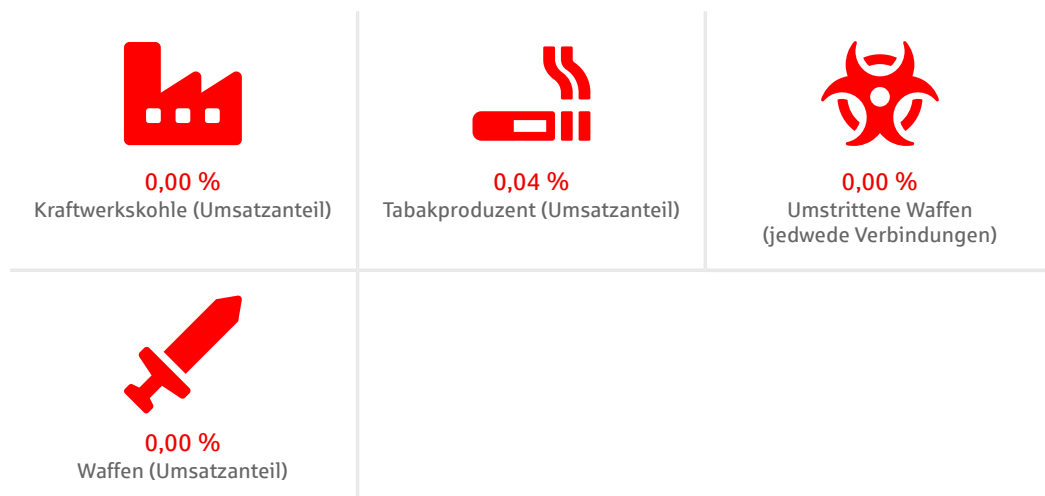 0,00 %
Kraftwerkskohle (Umsatzanteil)
0,04 %
Tabakproduzent (Umsatzanteil)
0,00 %
Umstrittene Waffen
(jedwede Verbindungen)
0,00 %
Waffen (Umsatzanteil)